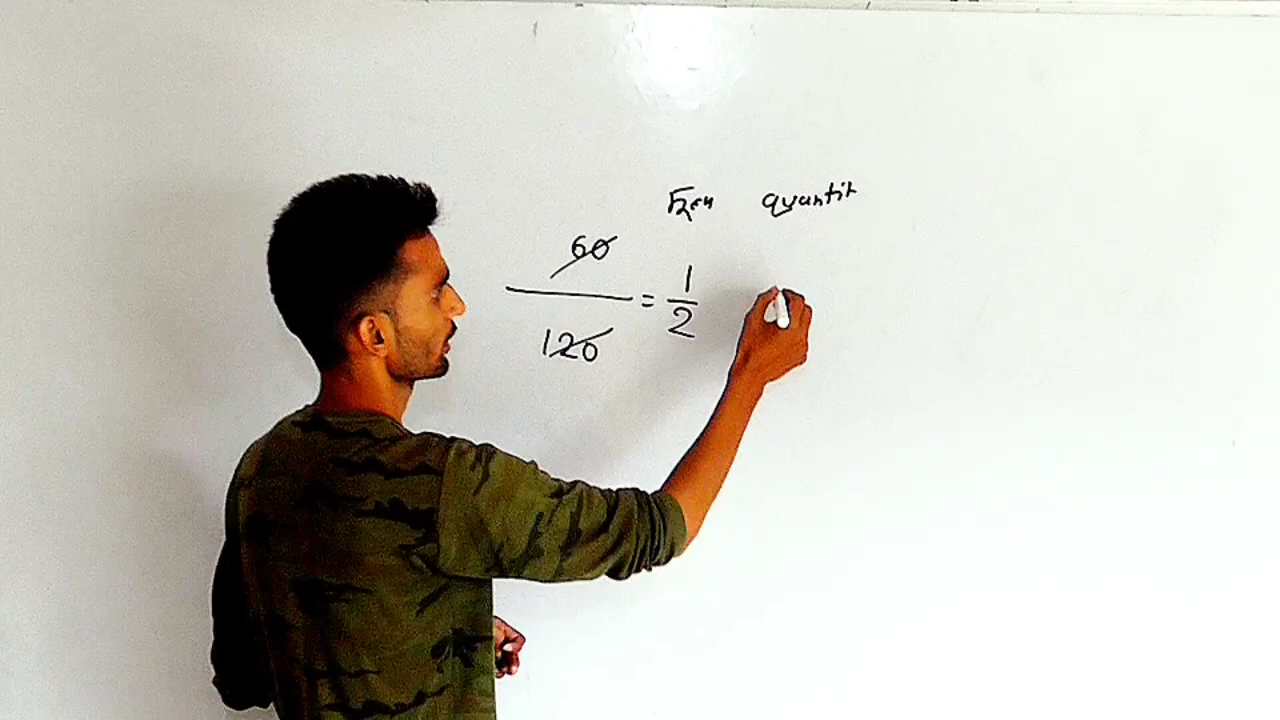 quantit
60
120
= 1/2